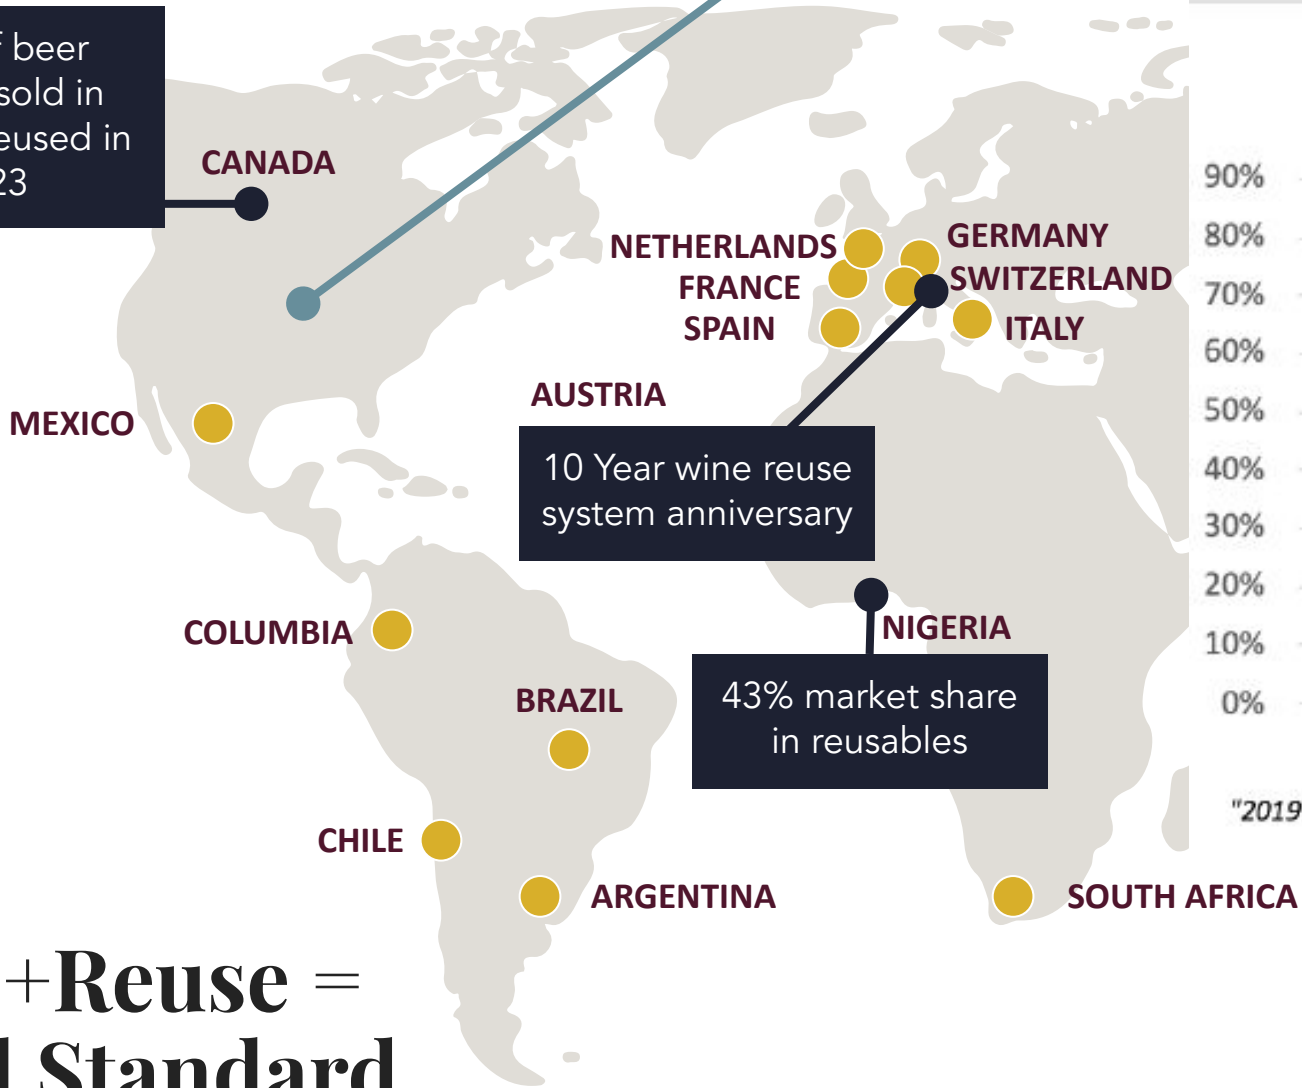 beer
sold in
eused in
23
CANADA
NETHERLANDS
FRANCE
SPAIN
GERMANY
SWITZERLAND
ITALY
AUSTRIA
10 Year wine reuse
system anniversary
MEXICO
NIGERIA
43% market share
in reusables
COLUMBIA
BRAZIL
CHILE
ARGENTINA
SOUTH AFRICA
90%
80%
70%
60%
50%
40%
30%
20%
10%
0%
"2019
+Reuse =
Standard